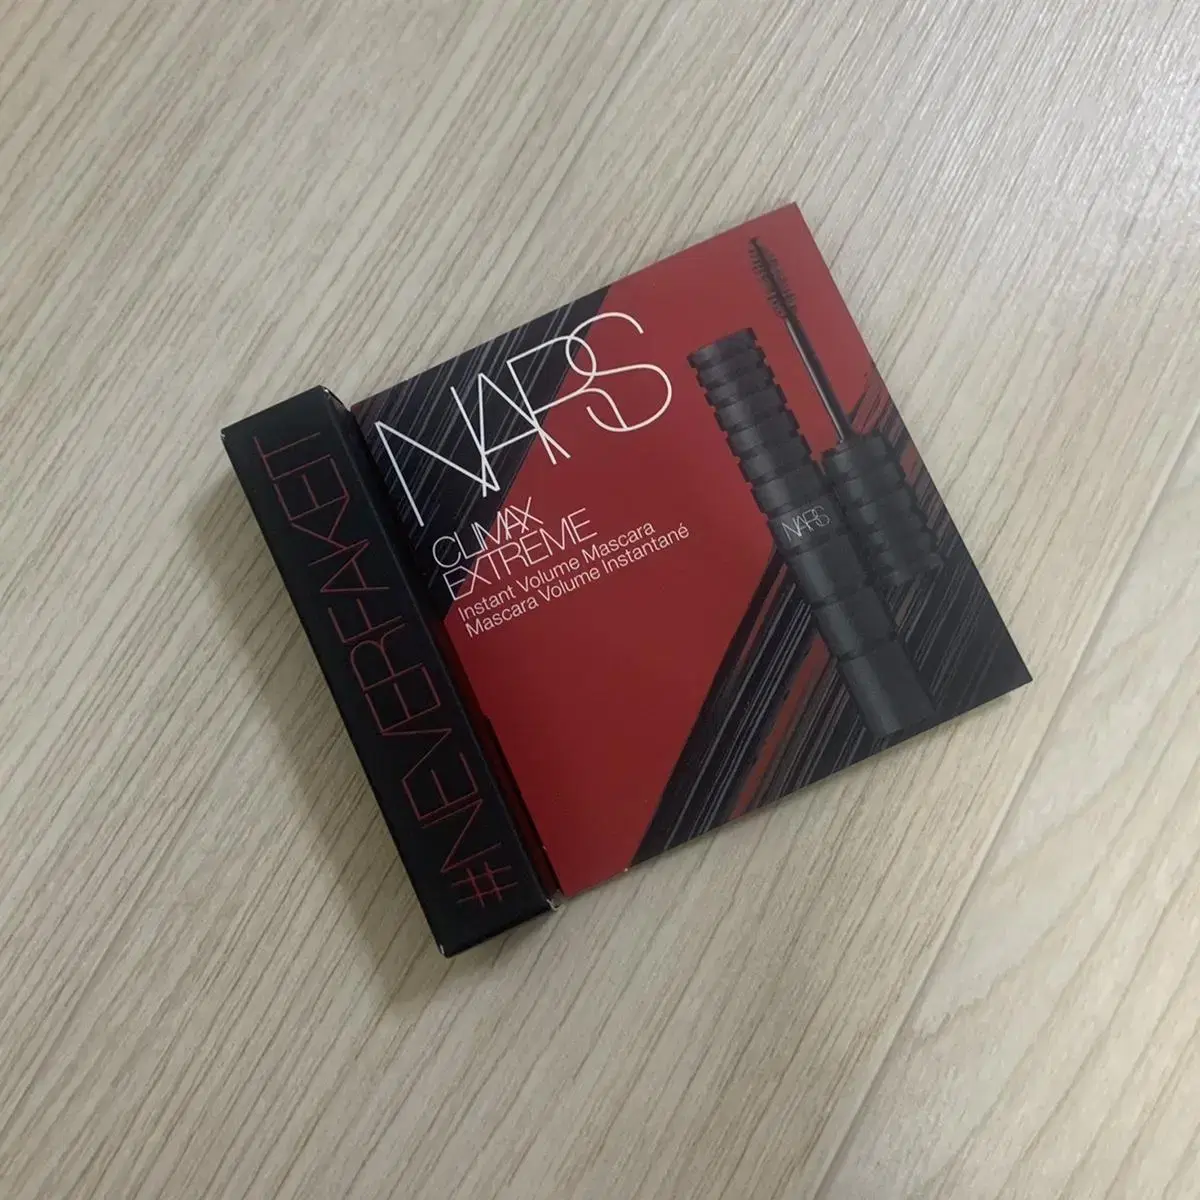 #NEVERFAKEIT
NARS
CLIMAX
EXTREME
Instant Volume Mascara
Mascara Volume Instantané
NARS